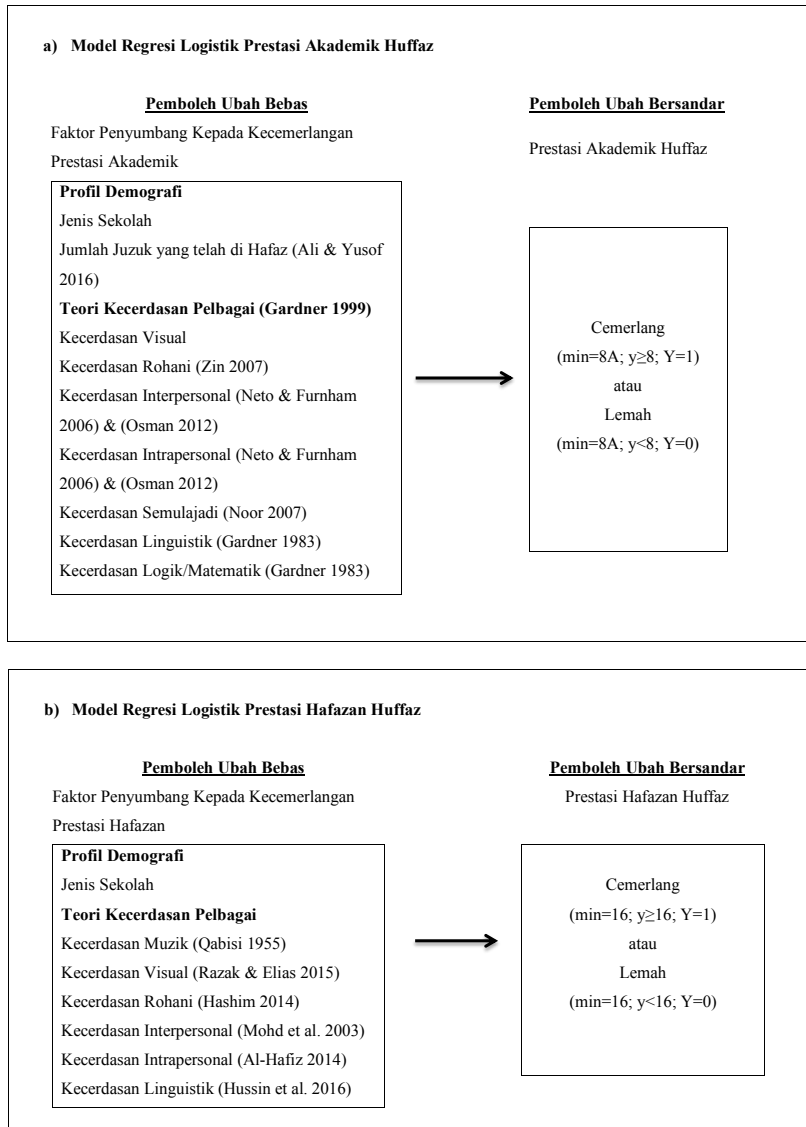 a) Model Regresi Logistik Prestasi Akademik Huffaz
Pemboleh Ubah Bebas
Faktor Penyumbang Kepada Kecemerlangan
Prestasi Akademik
Profil Demografi
Jenis Sekolah
Jumlah Juzuk yang telah di Hafaz (Ali & Yusof
2016)
Teori Kecerdasan Pelbagai (Gardner 1999)
Kecerdasan Visual
Kecerdasan Rohani (Zin 2007)
Kecerdasan Interpersonal (Neto & Furnham
2006) & (Osman 2012)
Kecerdasan Intrapersonal (Neto & Furnham
2006) & (Osman 2012)
Kecerdasan Semulajadi (Noor 2007)
Kecerdasan Linguistik (Gardner 1983)
Kecerdasan Logik/Matematik (Gardner 1983)
Pemboleh Ubah Bersandar
Prestasi Akademik Huffaz
Cemerlang
(min=8A; y≥8; Y=1)
atau
Lemah
(min=8A; y<8; Y=0)
b) Model Regresi Logistik Prestasi Hafazan Huffaz
Pemboleh Ubah Bebas
Faktor Penyumbang Kepada Kecemerlangan
Prestasi Hafazan
Profil Demografi
Jenis Sekolah
Teori Kecerdasan Pelbagai
Kecerdasan Muzik (Qabisi 1955)
Kecerdasan Visual (Razak & Elias 2015)
Kecerdasan Rohani (Hashim 2014)
Kecerdasan Interpersonal (Mohd et al. 2003)
Kecerdasan Intrapersonal (Al-Hafiz 2014)
Kecerdasan Linguistik (Hussin et al. 2016)
Pemboleh Ubah Bersandar
Prestasi Hafazan Huffaz
Cemerlang
(min=16; y≥16; Y=1)
atau
Lemah
(min=16; y<16; Y=0)